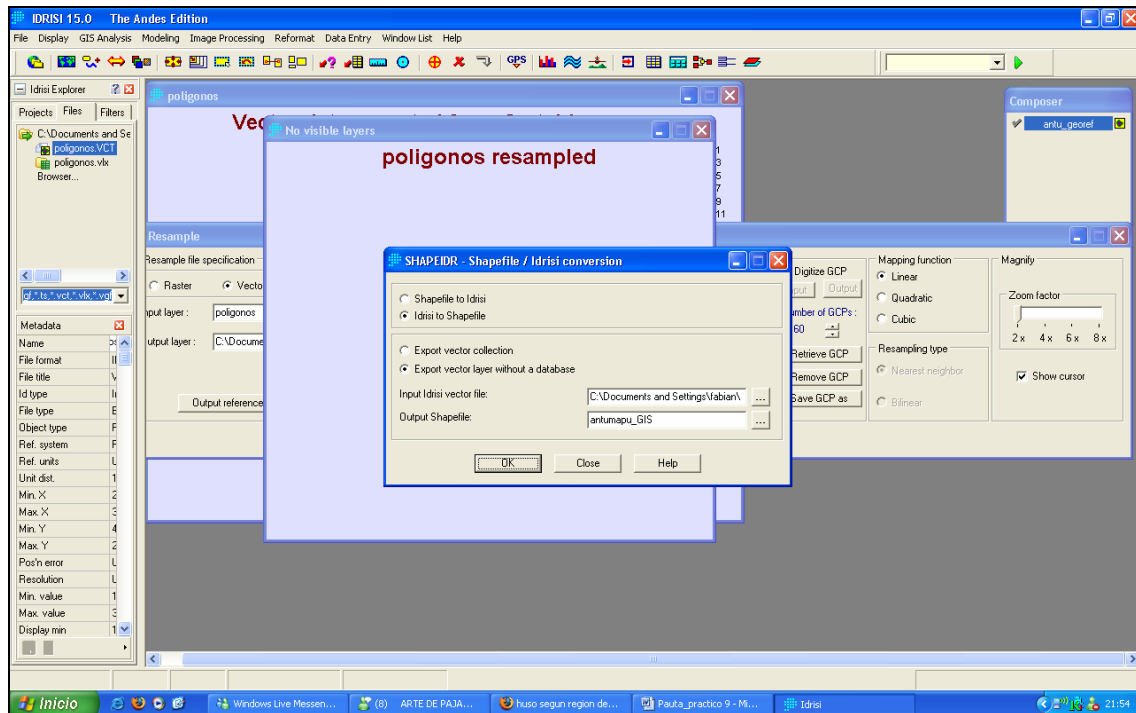 IDRISI 15.0 The Andes Edition
File Display GIS Analysis Modeling Image Processing Reformat Data Entry Window List Help
GPS
Idrisi Explorer
Projects Files Filters
C:\Documents and Se
poligonos.VCT
poligonos.vlx
Browser...
Metadata
Name
File format
File title
Id type
File type
Object type
Ref. system
Ref. units
Unit dist.
Min. X
Max. X
Min. Y
Max. Y
Pos'n error
Resolution
Min. value
Max. value
Display min
poligonos
No visible layers
poligonos resampled
1
3
5
7
9
11
Composer
antu_georef
Resample
Resample file specification
Raster
Vecto
nput layer :
poligonos
utput layer :
C:\Docume
Output reference
SHAPEIDR - Shapefile / Idrisi conversion
Shapefile to Idrisi
Idrisi to Shapefile
Export vector collection
Export vector layer without a database
Input Idrisi vector file:
C:\Documents and Settings\fabian\
...
Output Shapefile:
antumapu_GIS
...
OK Close Help
Digitize GCP
put Output
umber of GCPs :
60
Retrieve GCP
Remove GCP
Save GCP as
Mapping function
Linear
Quadratic
Cubic
Resampling type
Nearest neighbor
Bilinear
Magnify
Zoom factor
2x 4x 6x 8x
Show cursor
Inicio
Windows Live Messen...
(8) ARTE DE PAJA...
huso segun region de...
Pauta_practico 9 - Mi...
Idrisi
21:54